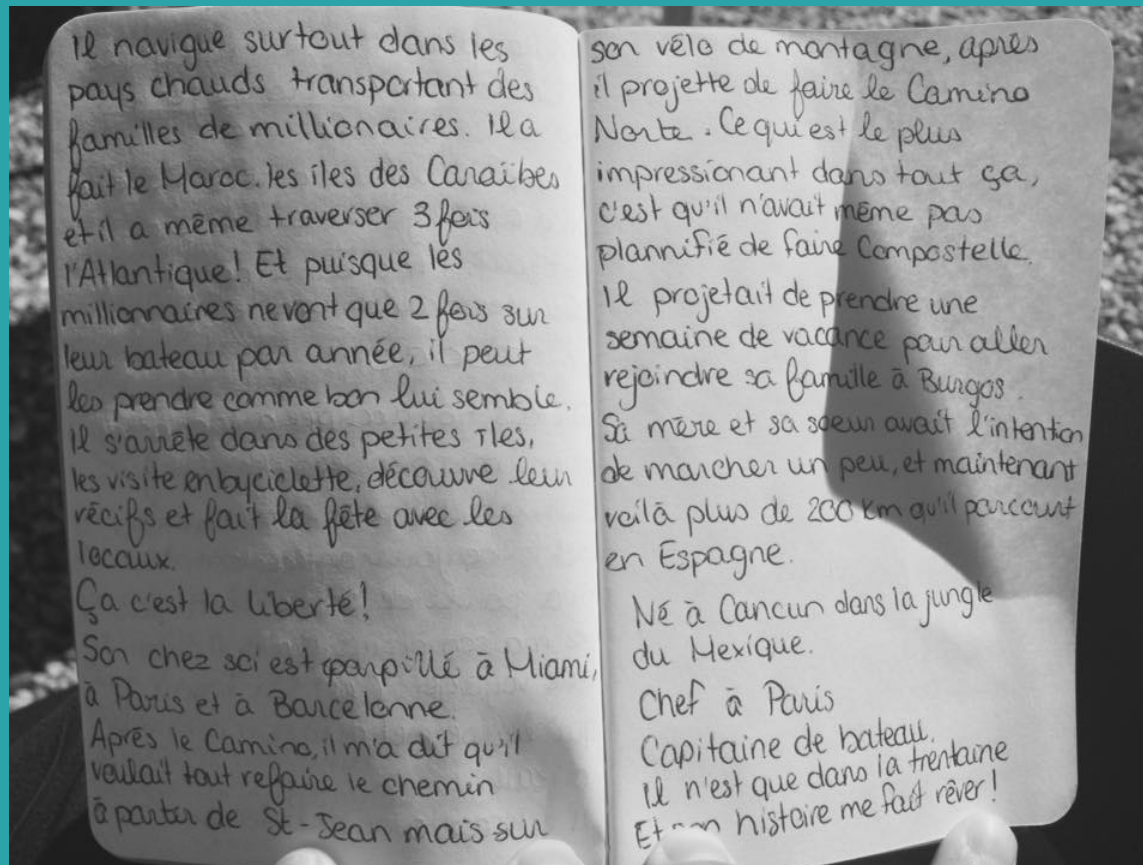 Il navigue surtout dans les
pays chauds transportant des
familles de millionaires. Il a
fait le Maroc. les îles des Caraïbes
et il a même traverser 3 fois
l'Atlantique! Et puisque les
millionnaires ne vont que 2 fois sur
leur bateau par année, il peut
les prendre comme bon lui semble.
Il s'arrête dans des petites îles,
les visite en byciclette, découvre leur
récifs et fait la fête avec les
locaux.
Ça c'est la liberté!
Son chez soi est éparpillé à Miami,
à Paris et à Barcelonne.
Après le Camino, il m'a dit qu'il
voulait tout refaire le chemin
à partir de St-Jean mais sur
son vélo de montagne, après
il projette de faire le Camino
Norte. Ce qui est le plus
impressionant dans tout ça,
c'est qu'il n'avait même pas
plannifié de faire Compostelle.
Il projetait de prendre une
semaine de vacance pour aller
rejoindre sa famille à Burgos.
Sa mère et sa soeur avait l'intention
de marcher un peu, et maintenant
voilà plus de 200 km qu'il parcourt
en Espagne.
Né à Cancun dans la jungle
du Mexique.
Chef à Paris
Capitaine de bateau.
Il n'est que dans la trentaine
Et son histoire me fait rêver!